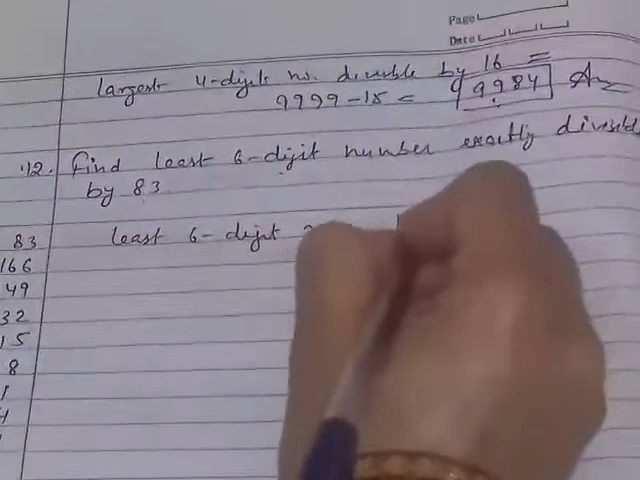 Page
Date
largest 4-digit no. divisible by 16 =
9999-15 = 9984 Ans
12. Find least 6-digit number exactly divisible
by 83
83 least 6-digit
166
49
32
15
8
1